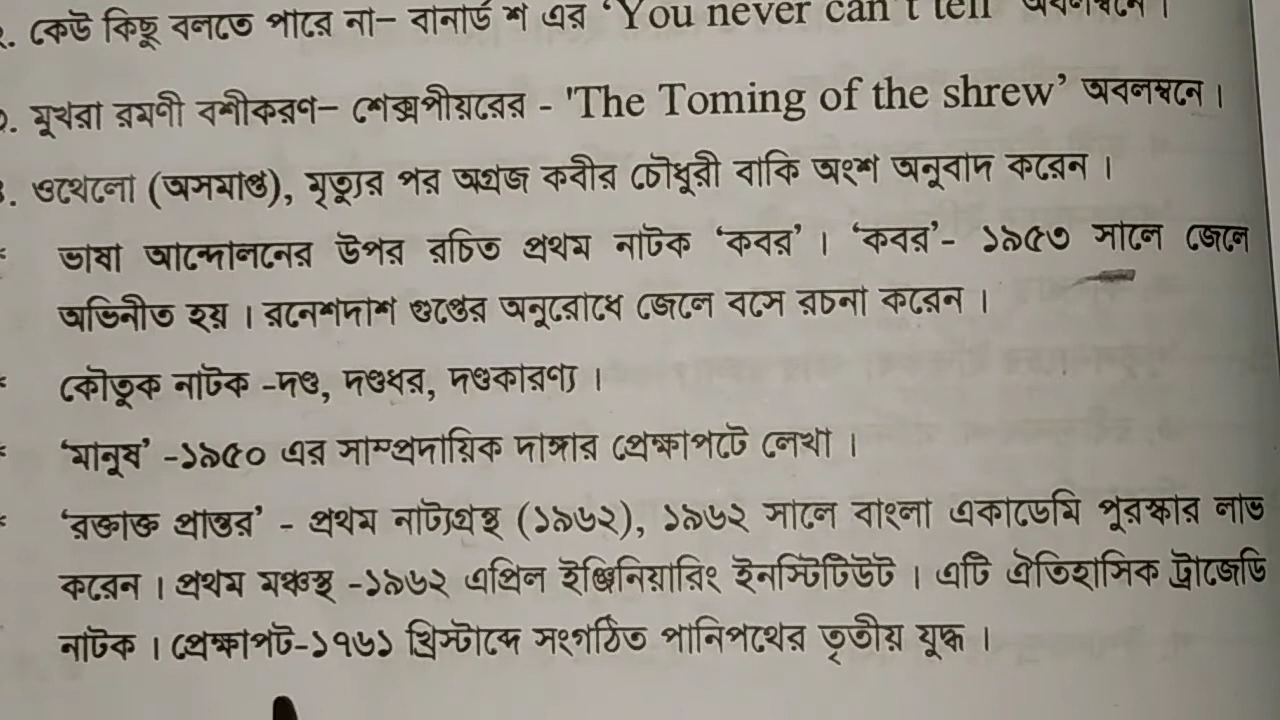 ২. কেউ কিছু বলতে পারে না– বানার্ড শ এর 'You never can't tell' অবলম্বনে।
৩. মুখরা রমণী বশীকরণ– শেক্সপীয়রের - 'The Toming of the shrew’ অবলম্বনে।
৪. ওথেলো (অসমাপ্ত), মৃত্যুর পর অগ্রজ কবীর চৌধুরী বাকি অংশ অনুবাদ করেন।
ভাষা আন্দোলনের উপর রচিত প্রথম নাটক ‘কবর’। ‘কবর’- ১৯৫৩ সালে জেলে
অভিনীত হয়। রনেশদাশ গুপ্তের অনুরোধে জেলে বসে রচনা করেন।
কৌতুক নাটক -দণ্ড, দণ্ডধর, দণ্ডকারণ্য।
‘মানুষ’ -১৯৫০ এর সাম্প্রদায়িক দাঙ্গার প্রেক্ষাপটে লেখা।
‘রক্তাক্ত প্রান্তর’ - প্রথম নাট্যগ্রন্থ (১৯৬২), ১৯৬২ সালে বাংলা একাডেমি পুরস্কার লাভ
করেন। প্রথম মঞ্চস্থ -১৯৬২ এপ্রিল ইঞ্জিনিয়ারিং ইনস্টিটিউট। এটি ঐতিহাসিক ট্রাজেডি
নাটক। প্রেক্ষাপট-১৭৬১ খ্রিস্টাব্দে সংগঠিত পানিপথের তৃতীয় যুদ্ধ।